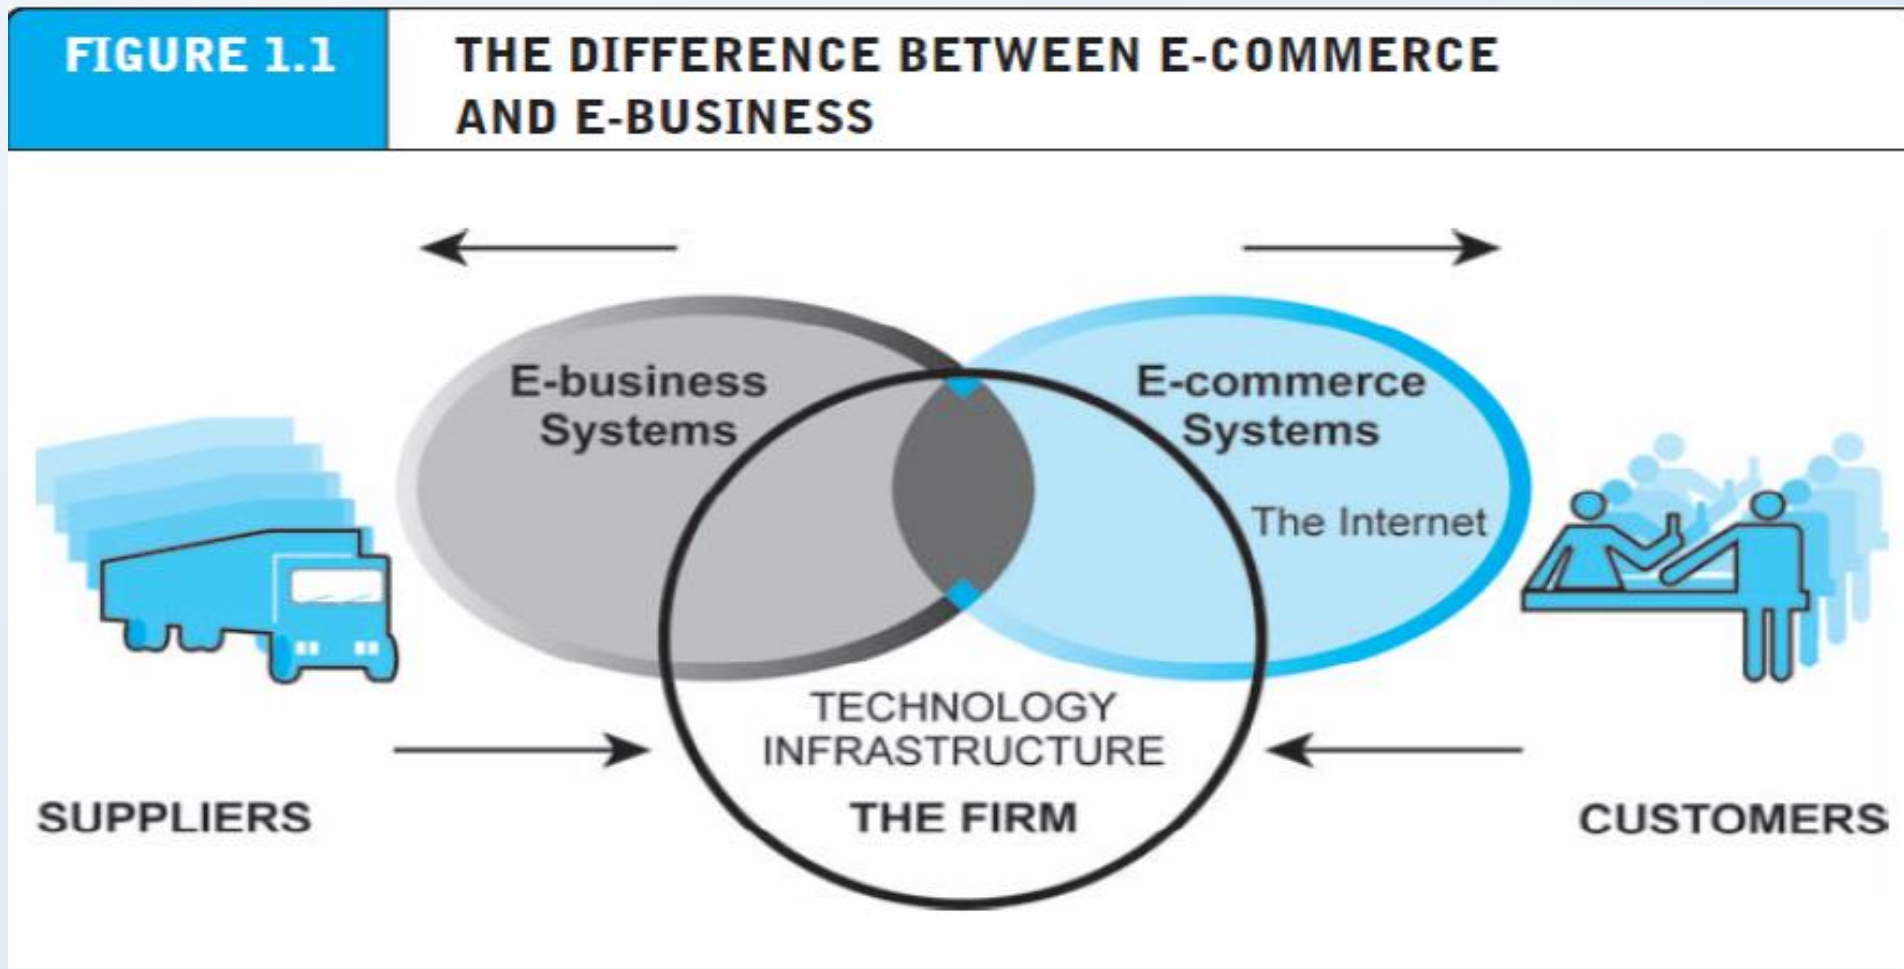 FIGURE 1.1
THE DIFFERENCE BETWEEN E-COMMERCE
AND E-BUSINESS
E-business
Systems
E-commerce
Systems
The Internet
TECHNOLOGY
INFRASTRUCTURE
SUPPLIERS
THE FIRM
CUSTOMERS